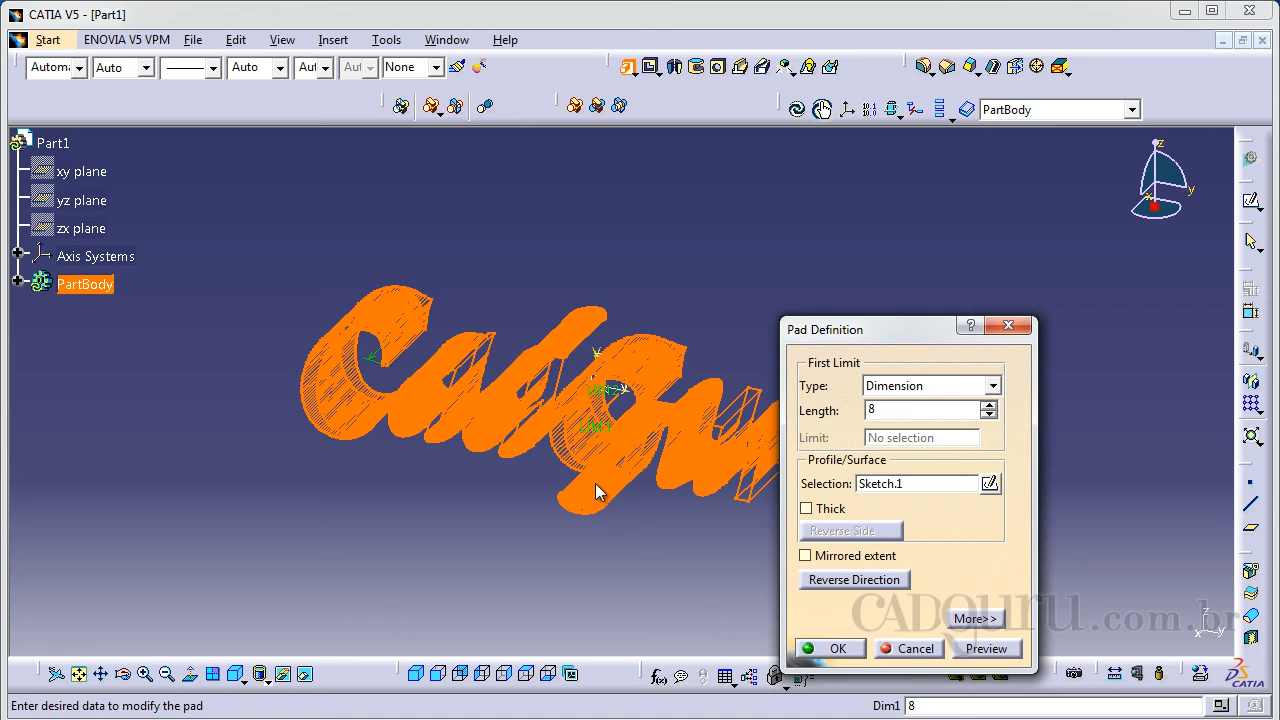 CATIA V5 - [Part1]
Start ENOVIA V5 VPM File Edit View Insert Tools Window Help
Auto Auto None
PartBody
Part1
xy plane
yz plane
zx plane
Axis Systems
PartBody
z
y
x
Pad Definition
First Limit
Type: Dimension
Length: 8
Limit: No selection
Profile/Surface
Selection: Sketch.1
Thick
Reverse Side
Mirrored extent
Reverse Direction
More>>
OK Cancel Preview
CADGuru.com.br
z
x y
CATIA
Enter desired data to modify the pad
Dim1 8